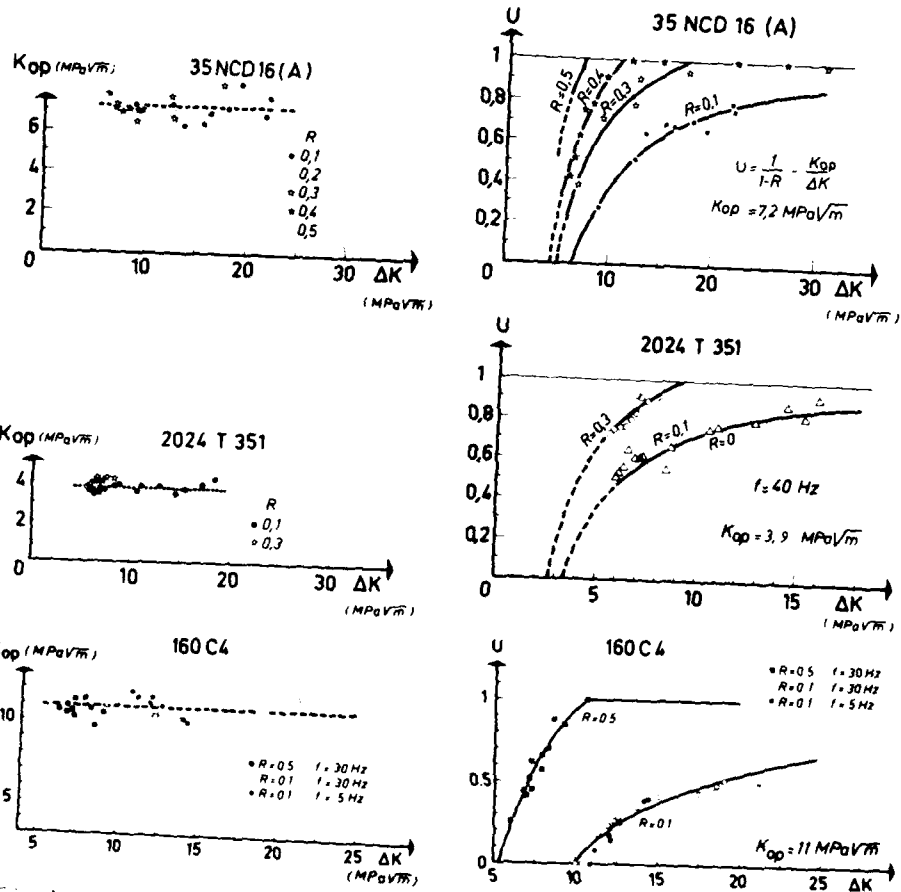 35 NCD 16 (A)
Kop (MPa√m)
6
4
2
0
10
20
30
ΔK
(MPa√m)
R
0,1
0,2
0,3
0,4
0,5
35 NCD 16 (A)
U
1
0,8
0,6
0,4
0,2
0
10
20
30
ΔK
(MPa√m)
R=0,5
R=0,4
R=0,3
R=0,1
U = 1/1-R - Kop/ΔK
Kop = 7,2 MPa√m
2024 T 351
Kop (MPa√m)
4
2
0
10
20
30
ΔK
(MPa√m)
R
0,1
0,3
2024 T 351
U
1
0,8
0,6
0,4
0,2
0
5
10
15
ΔK
(MPa√m)
R=0,3
R=0,1
R=0
f=40 Hz
Kop=3,9 MPa√m
160 C4
op (MPa√m)
10
5
5
10
15
20
25
ΔK
(MPa√m)
R=0.5 f=30 Hz
R=0.1 f=30 Hz
R=0.1 f=5 Hz
160 C 4
U
1
0.5
0
5
10
15
20
25
ΔK
R=0.5
R=0.1
R=0.5 f=30 Hz
R=0.1 f=30 Hz
R=0.1 f=5 Hz
Kop = 11 MPa√m